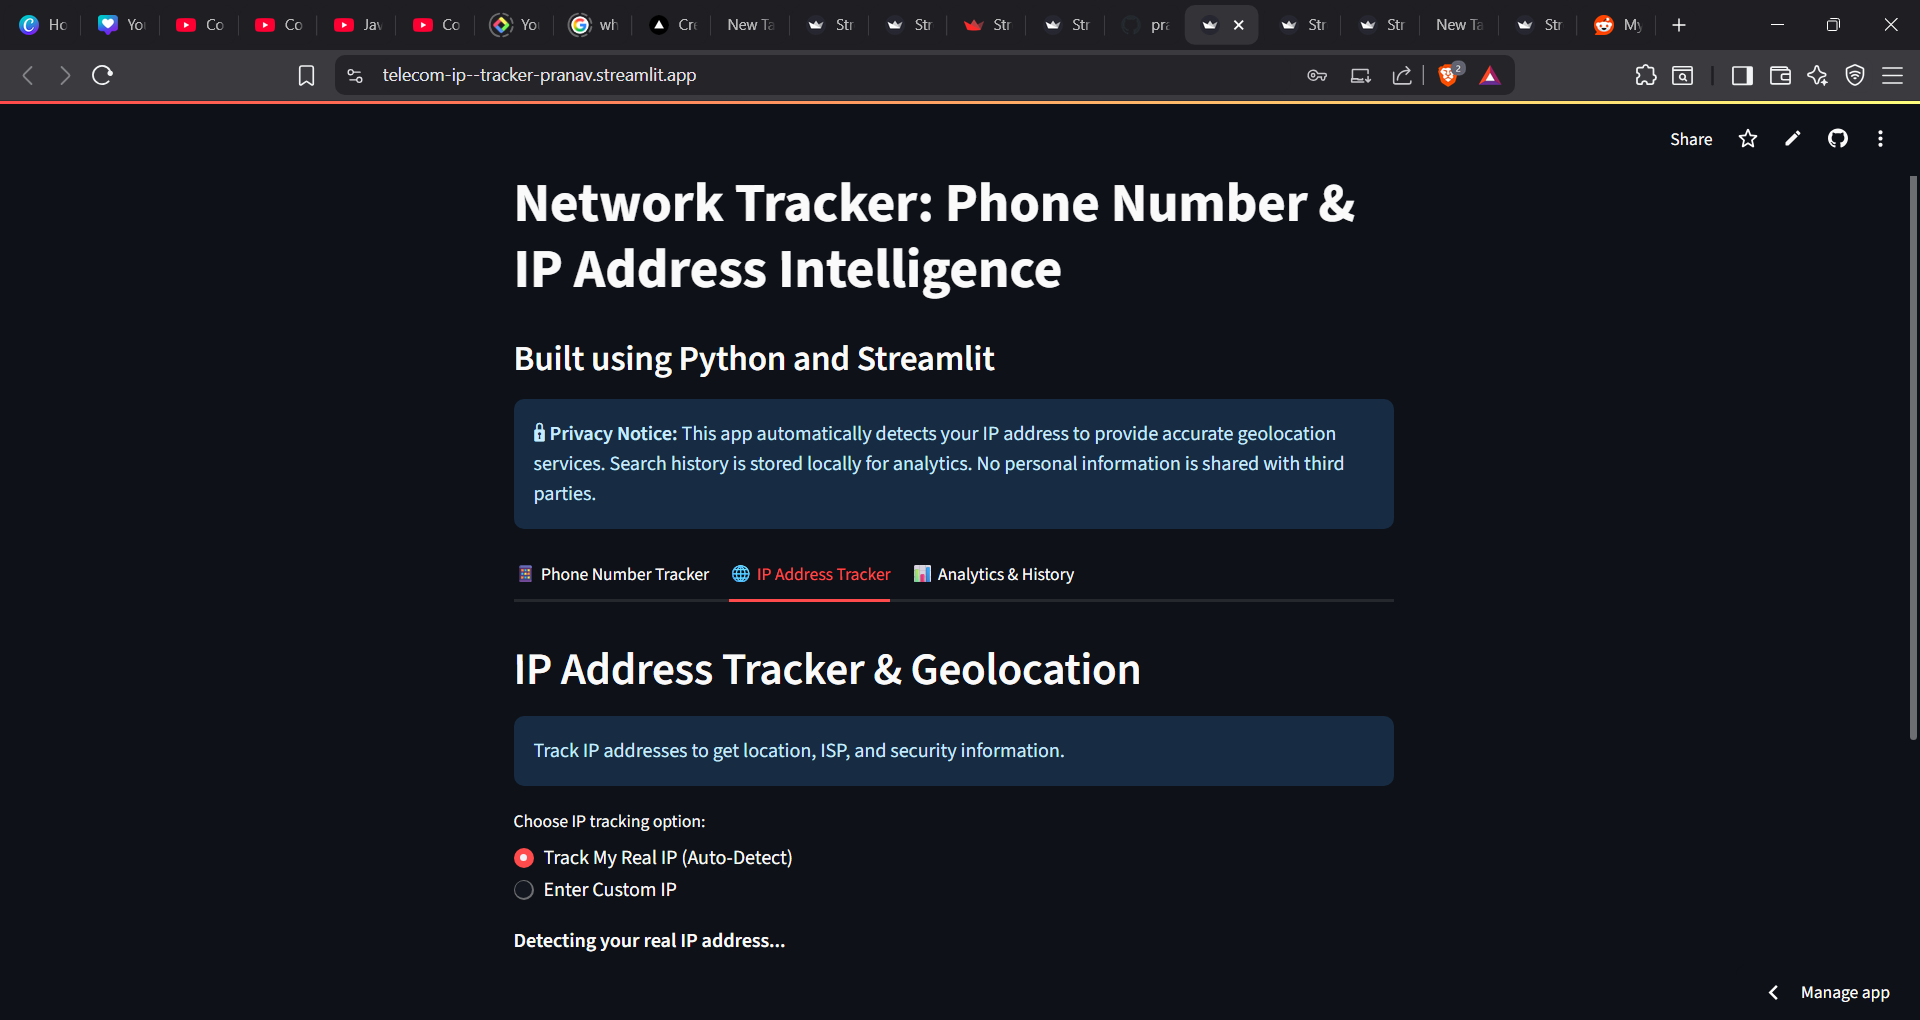 Ho
You
Co
Co
Jav
Co
You
wh
Cre
New Ta
Str
Str
Str
Str
pra
Str
Str
New Ta
Str
My
telecom-ip--tracker-pranav.streamlit.app
2
Share
Network Tracker: Phone Number &
IP Address Intelligence
Built using Python and Streamlit
Privacy Notice: This app automatically detects your IP address to provide accurate geolocation
services. Search history is stored locally for analytics. No personal information is shared with third
parties.
Phone Number Tracker
IP Address Tracker
Analytics & History
IP Address Tracker & Geolocation
Track IP addresses to get location, ISP, and security information.
Choose IP tracking option:
Track My Real IP (Auto-Detect)
Enter Custom IP
Detecting your real IP address...
Manage app